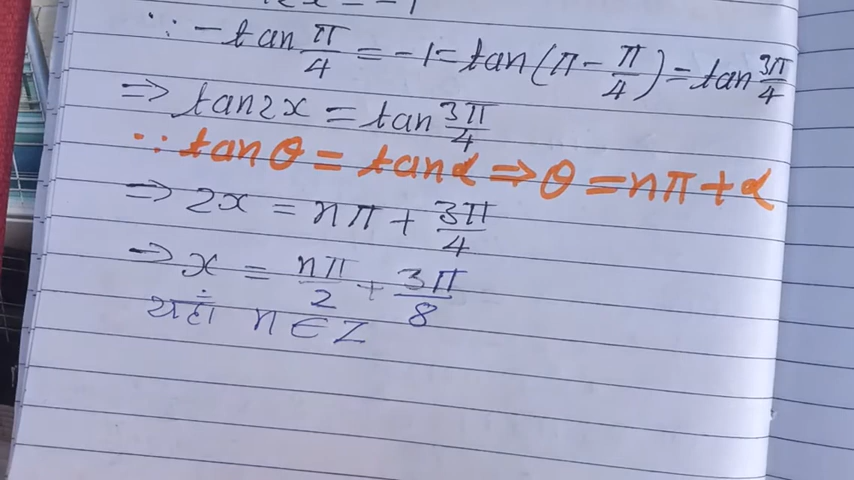 ∵ -tan π/4 = -1 = tan(π - π/4) = tan 3π/4
⇒ tan2x = tan 3π/4
∵ tanθ = tanα ⇒ θ = nπ + α
⇒ 2x = nπ + 3π/4
⇒ x = nπ/2 + 3π/8
यहाँ n ∈ Z